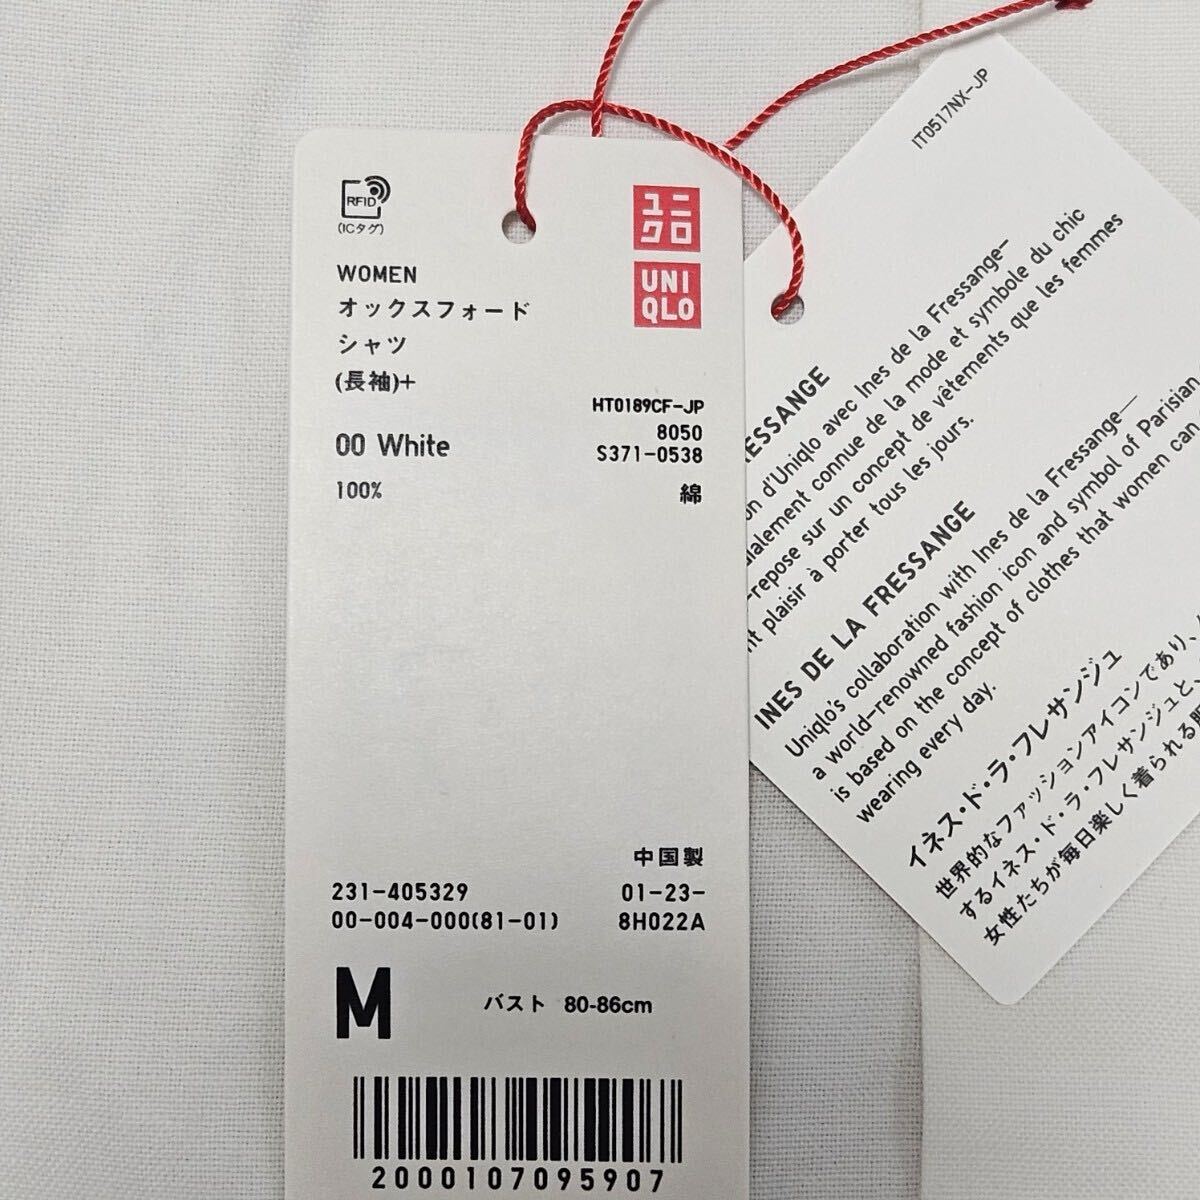 RFID
(ICタグ)
ユニ
クロ
UNI
QLO
WOMEN
オックスフォード
シャツ
(長袖)+
HT0189CF-JP
8050
S371-0538
00 White
100% 綿
中国製
231-405329 01-23-
00-004-000(81-01) 8H022A
M バスト 80-86cm
2000107095907
IT0517NX-JP
d'Uniqlo avec Ines de la Fressange—
connue de la mode et symbole du chic
-repose sur un concept de vêtements que les femmes
plaisir à porter tous les jours.
INES DE LA FRESSANGE
Uniqlo's collaboration with Ines de la Fressange—
a world-renowned fashion icon and symbol of Parisian
is based on the concept of clothes that women can
wearing every day.
イネス・ド・ラ・フレサンジュ
世界的なファッションアイコンであり、
するイネス・ド・ラ・フレサンジュと、
女性たちが毎日楽しく着られる